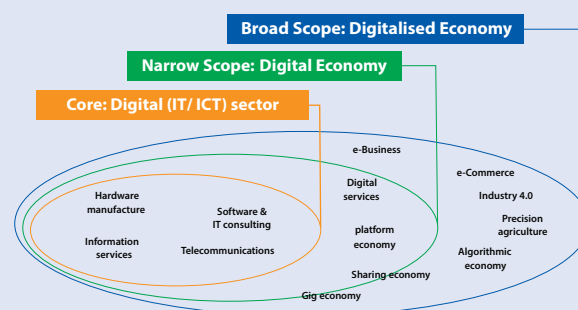 Broad Scope: Digitalised Economy
Narrow Scope: Digital Economy
Core: Digital (IT/ ICT) sector
e-Business
e-Commerce
Digital
services
Industry 4.0
Hardware
manufacture
Software &
IT consulting
Precision
agriculture
platform
economy
Information
services
Telecommunications
Algorithmic
economy
Sharing economy
Gig economy